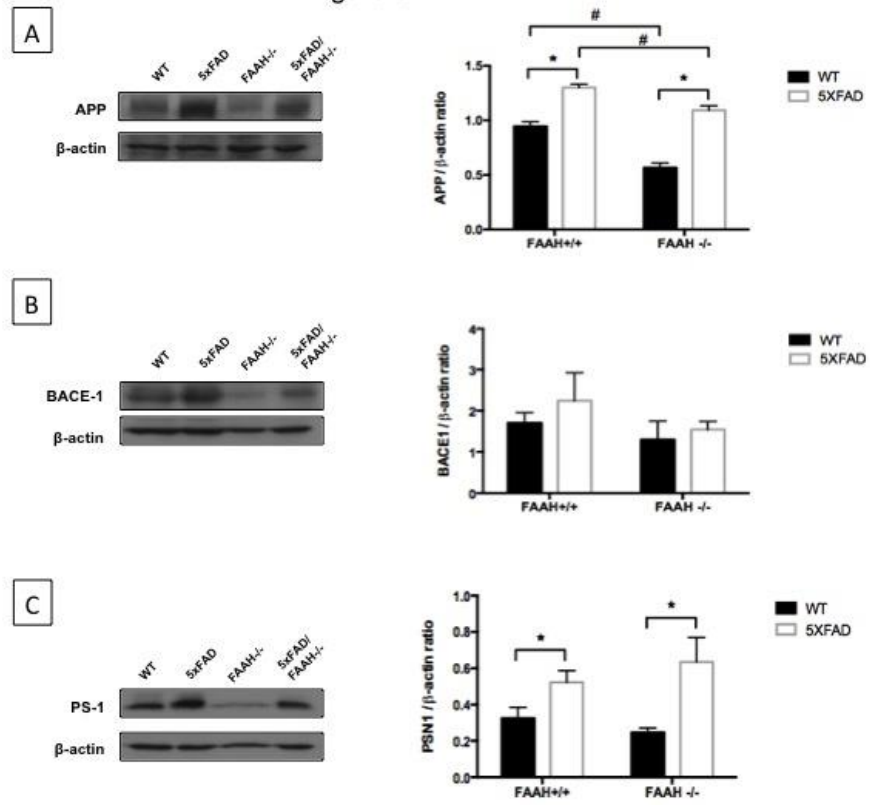 A
WT
5xFAD
FAAH-/-
5xFAD/
FAAH-/-
APP
β-actin
#
#
*
*
1.5
1.0
0.5
0.0
APP / β-actin ratio
FAAH+/+
FAAH -/-
WT
5XFAD
B
WT
5xFAD
FAAH-/-
5xFAD/
FAAH-/-
BACE-1
β-actin
4
3
2
1
0
BACE1 / β-actin ratio
FAAH+/+
FAAH -/-
WT
5XFAD
C
WT
5xFAD
FAAH-/-
5xFAD/
FAAH-/-
PS-1
β-actin
*
*
1.0
0.8
0.6
0.4
0.2
0.0
PSN1 / β-actin ratio
FAAH+/+
FAAH -/-
WT
5XFAD